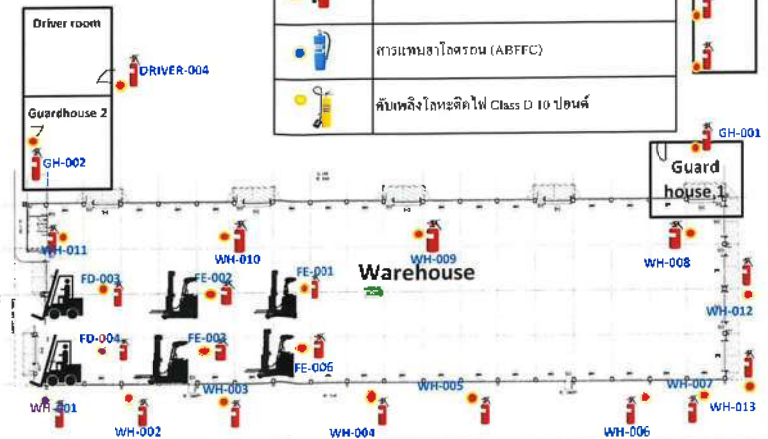 Driver room
DRIVER-004
สารแทนฮาโลตรอน (ABFFC)
Guardhouse 2
ดับเพลิงโลหะติดไฟ Class D 10 ปอนด์
GH-001
GH-002
Guard
house 1
WH-011
WH-010
WH-009
WH-008
FD-003
FE-002
FE-001
Warehouse
WH-012
FD-004
FE-003
FE-006
WH-003
WH-005
WH-007
WH-001
WH-002
WH-004
WH-006
WH-013